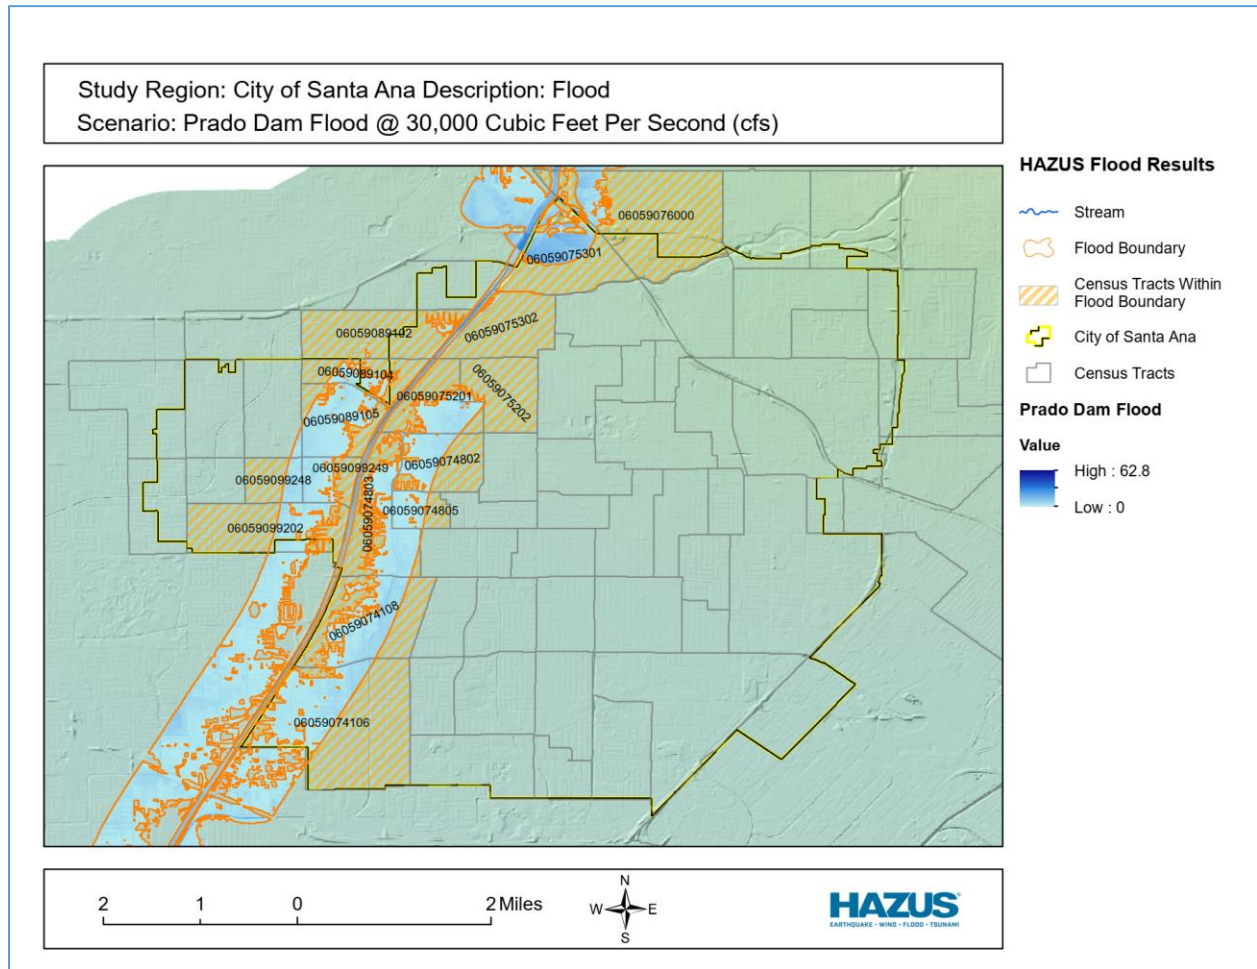 Study Region: City of Santa Ana Description: Flood
Scenario: Prado Dam Flood @ 30,000 Cubic Feet Per Second (cfs)
06059076000
06059075301
06059075302
06059089102
06059089104
06059075201
06059075202
06059089105
06059099249
06059074802
06059099248
06059074803
06059074805
06059099202
06059074108
06059074106
HAZUS Flood Results
Stream
Flood Boundary
Census Tracts Within
Flood Boundary
City of Santa Ana
Census Tracts
Prado Dam Flood
Value
High : 62.8
Low : 0
2 1 0 2 Miles
N
W E
S
HAZUS®
EARTHQUAKE • WIND • FLOOD • TSUNAMI